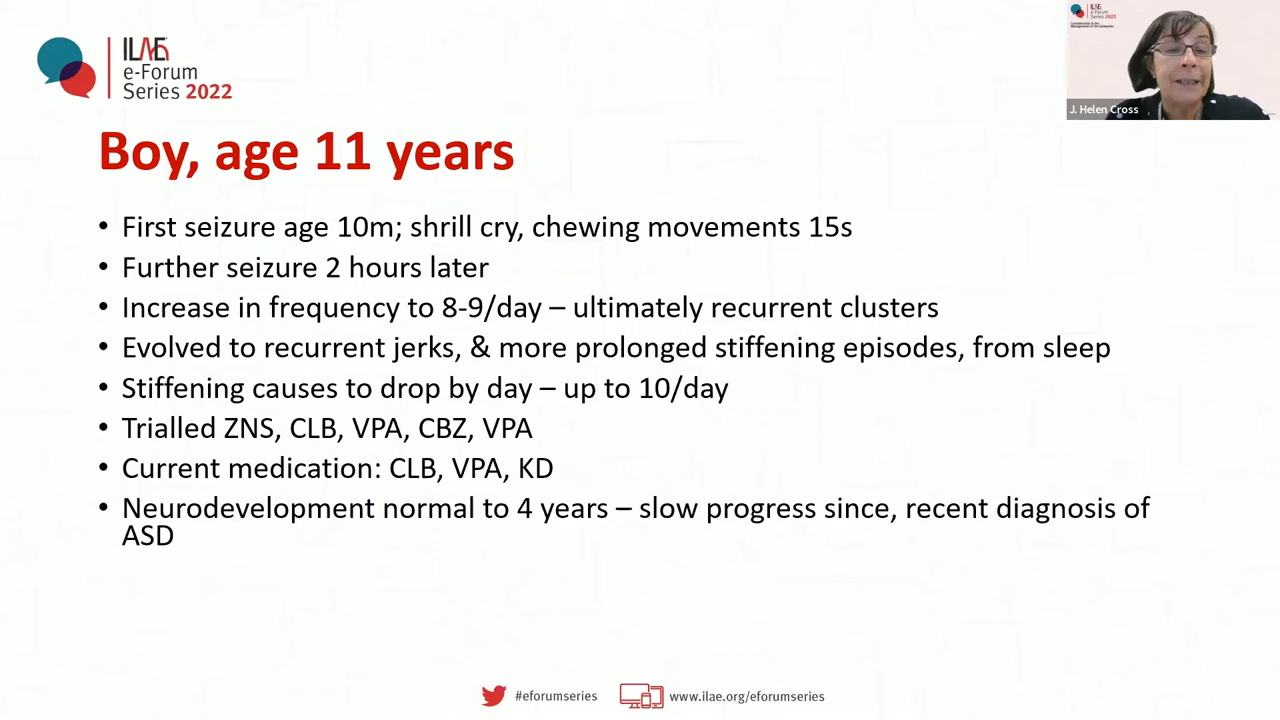 ILAE
e-Forum
Series 2022
ILAE
e-Forum
Series 2022
J. Helen Cross
Boy, age 11 years
• First seizure age 10m; shrill cry, chewing movements 15s
• Further seizure 2 hours later
• Increase in frequency to 8-9/day – ultimately recurrent clusters
• Evolved to recurrent jerks, & more prolonged stiffening episodes, from sleep
• Stiffening causes to drop by day – up to 10/day
• Trialled ZNS, CLB, VPA, CBZ, VPA
• Current medication: CLB, VPA, KD
• Neurodevelopment normal to 4 years – slow progress since, recent diagnosis of
ASD
#eforumseries
www.ilae.org/eforumseries